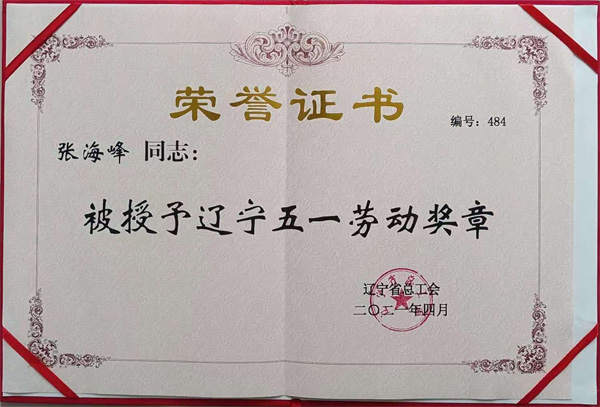 荣誉证书
编号：484
张海峰 同志：
被授予辽宁五一劳动奖章
辽宁省总工会
二〇二一年四月